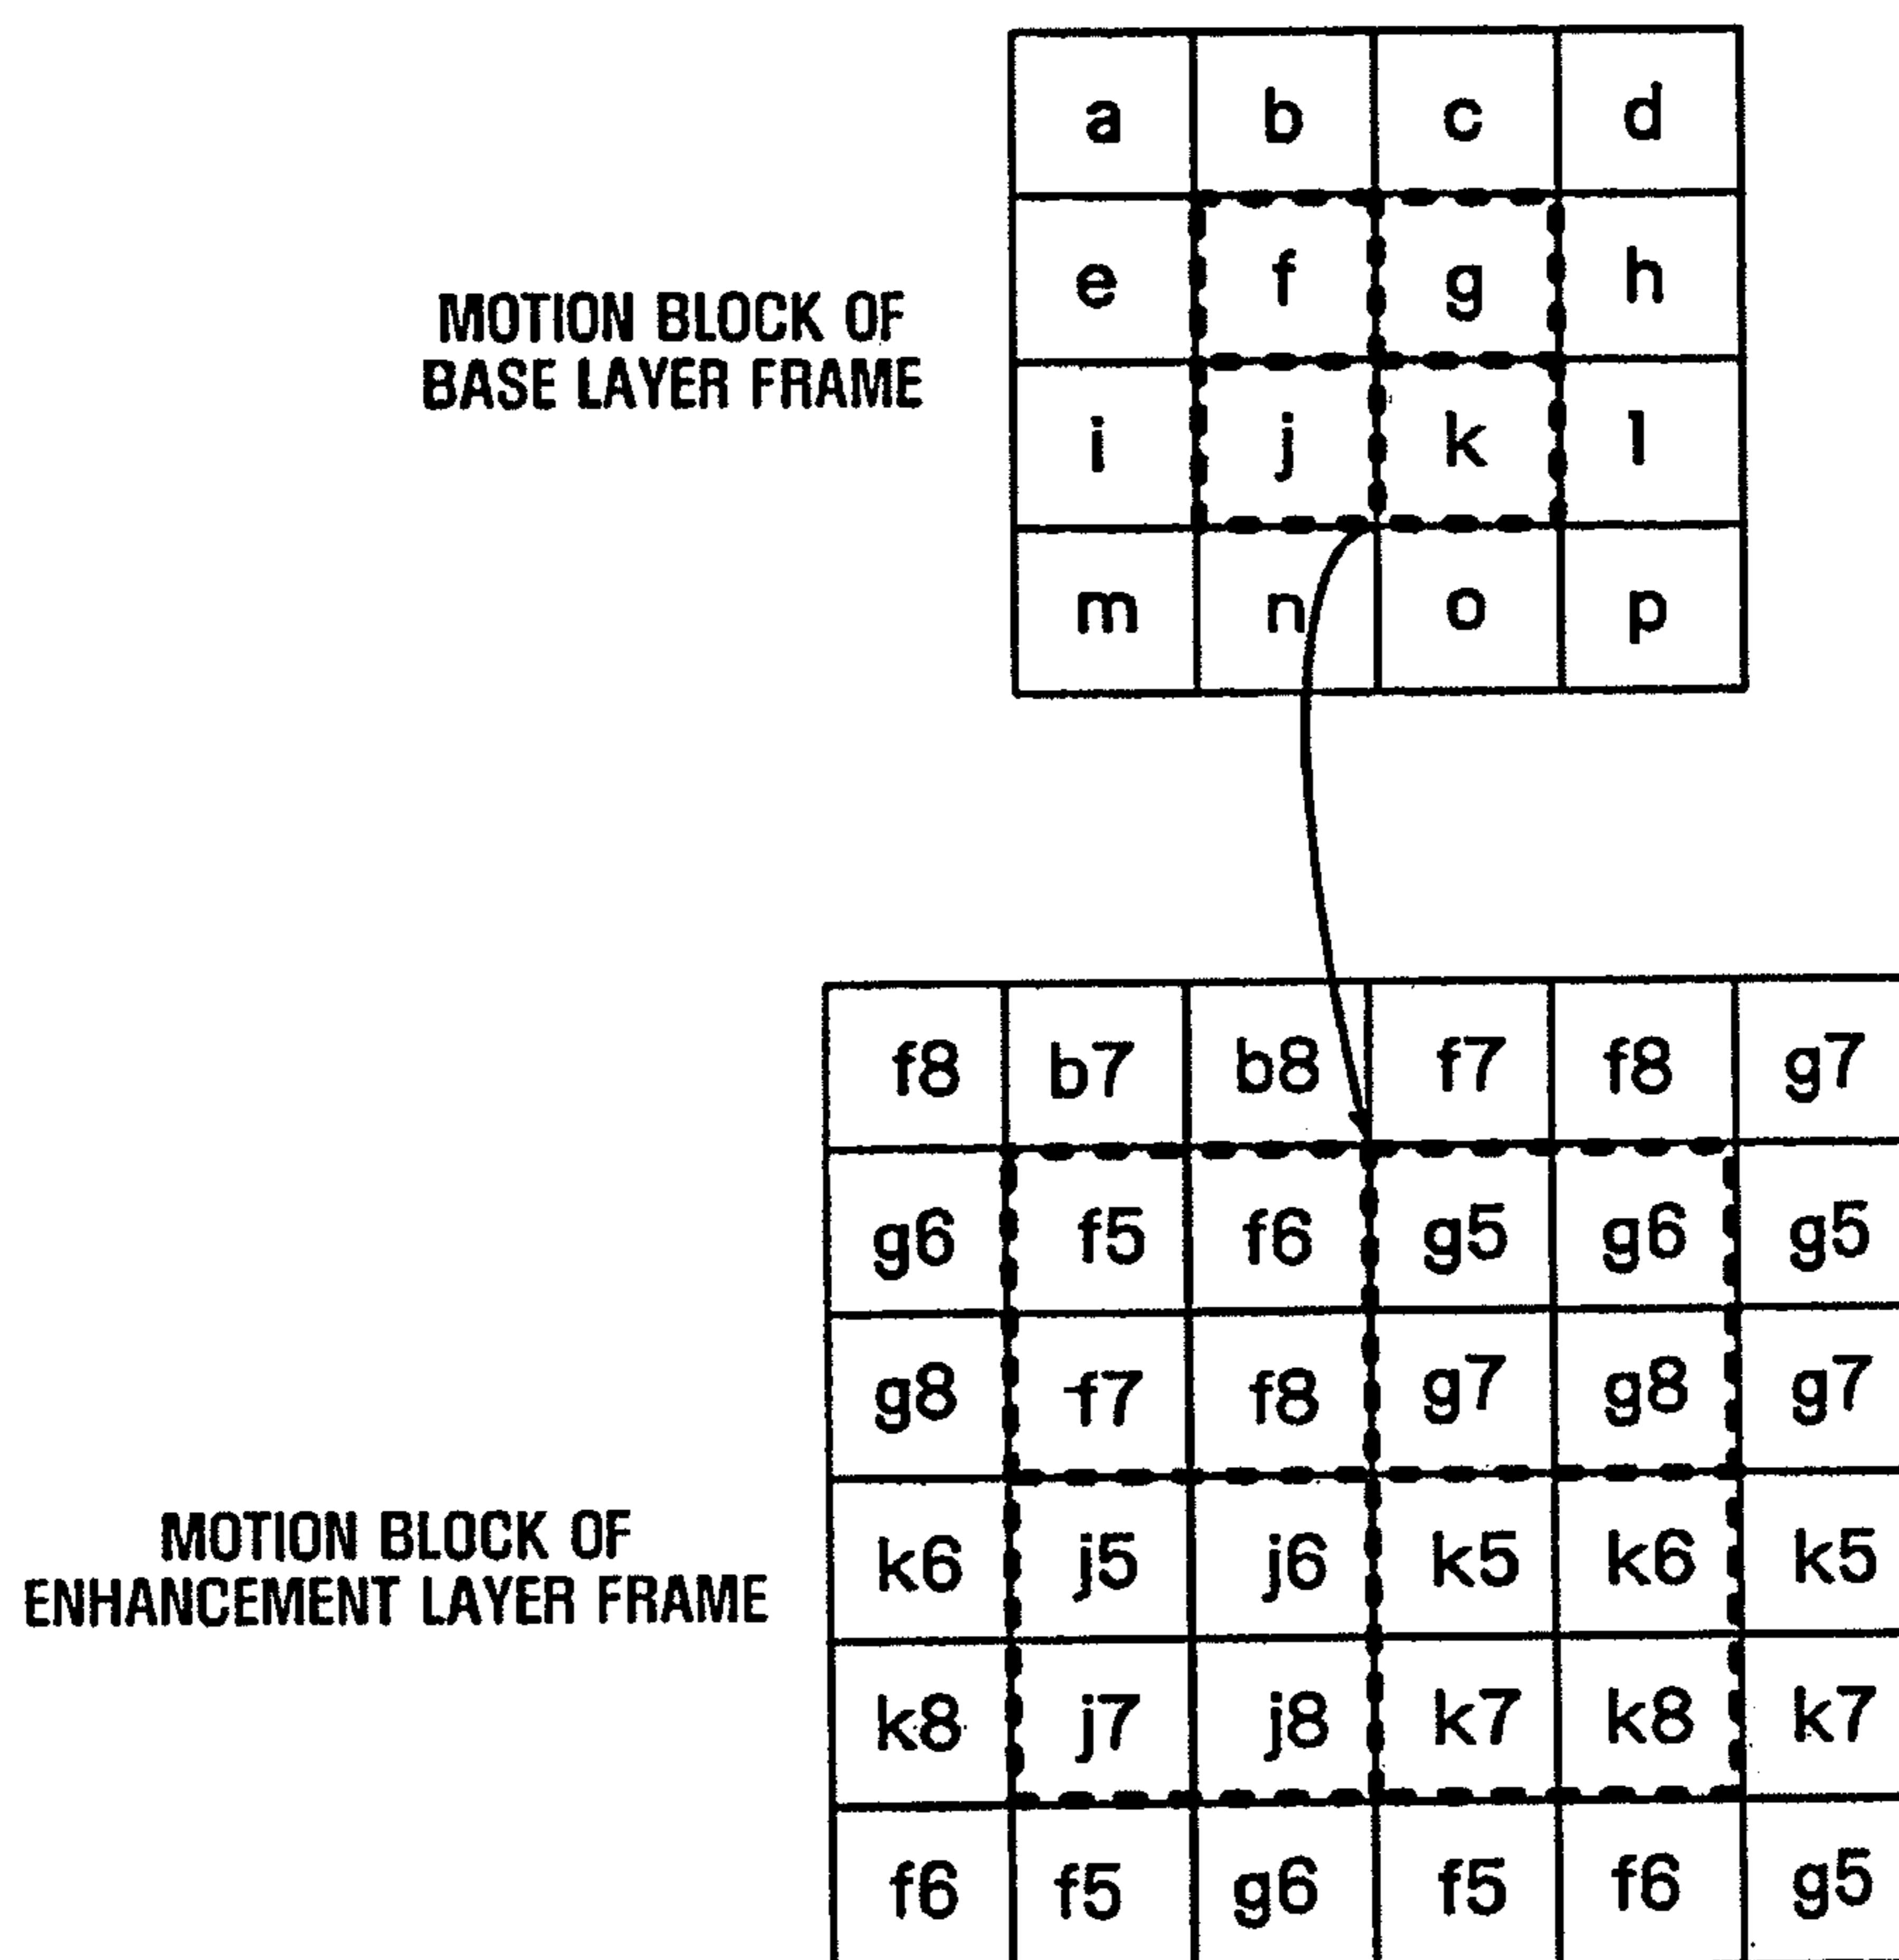 a b c d
e f g h
MOTION BLOCK OF
BASE LAYER FRAME
i j k l
m n o p
f8 b7 b8 f7 f8 g7
g6 f5 f6 g5 g6 g5
g8 f7 f8 g7 g8 g7
MOTION BLOCK OF
ENHANCEMENT LAYER FRAME
k6 j5 j6 k5 k6 k5
k8 j7 j8 k7 k8 k7
f6 f5 g6 f5 f6 g5